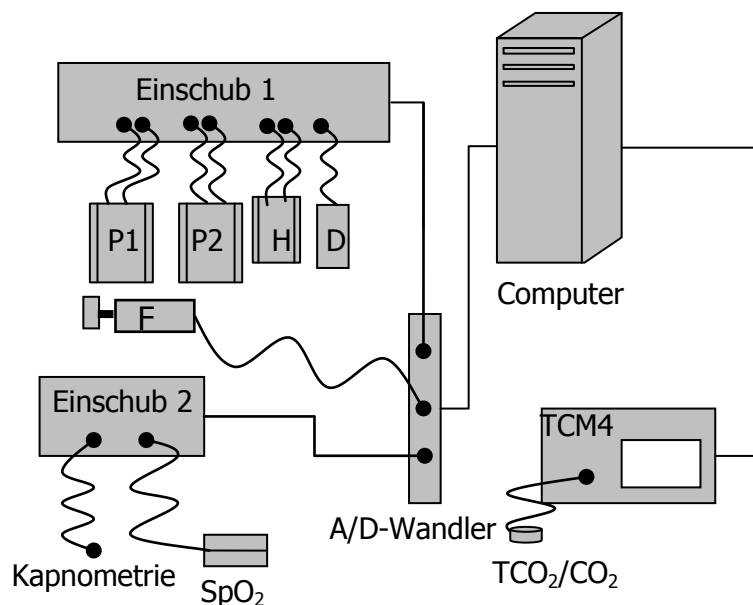 Einschub 1
P1
P2
H
D
Computer
F
Einschub 2
TCM4
A/D-Wandler
Kapnometrie
SpO₂
TCO₂/CO₂